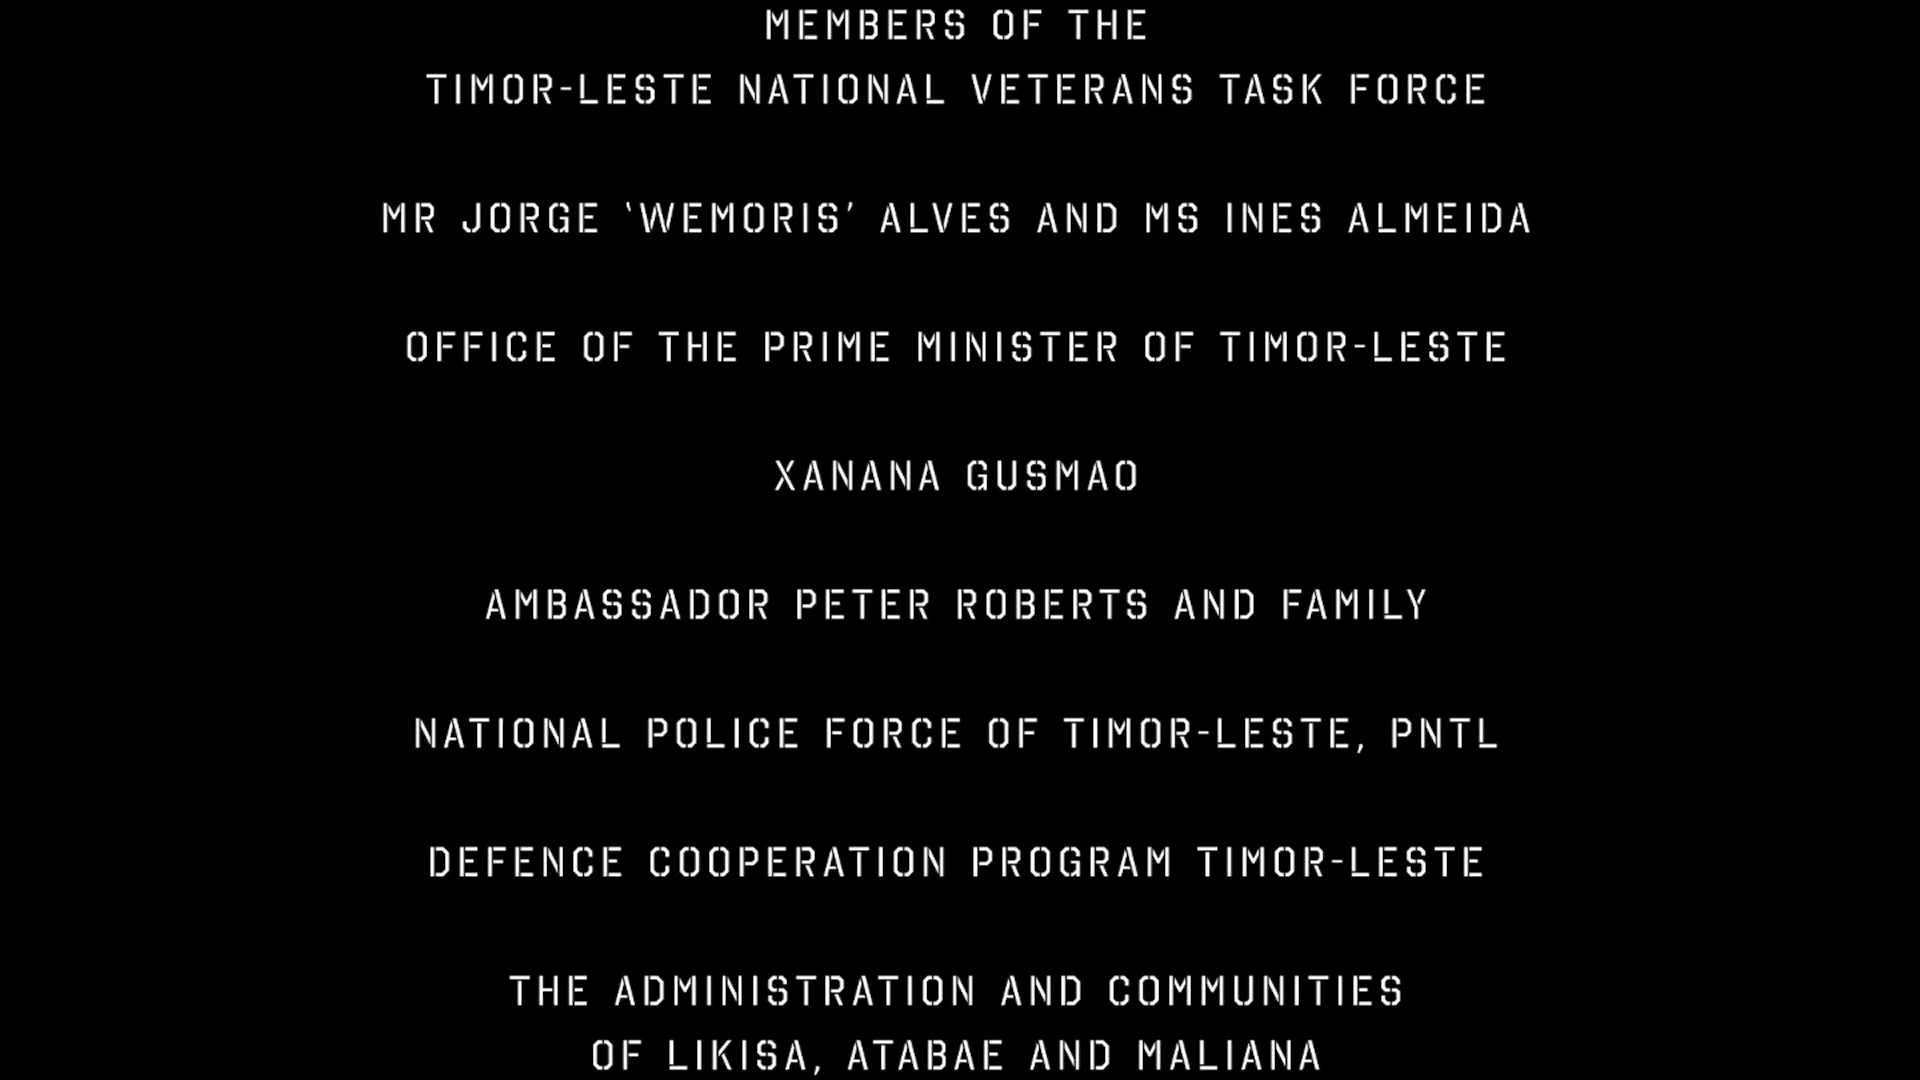 MEMBERS OF THE
TIMOR-LESTE NATIONAL VETERANS TASK FORCE
MR JORGE ‘WEMORIS’ ALVES AND MS INES ALMEIDA
OFFICE OF THE PRIME MINISTER OF TIMOR-LESTE
XANANA GUSMAO
AMBASSADOR PETER ROBERTS AND FAMILY
NATIONAL POLICE FORCE OF TIMOR-LESTE, PNTL
DEFENCE COOPERATION PROGRAM TIMOR-LESTE
THE ADMINISTRATION AND COMMUNITIES
OF LIKISA, ATABAE AND MALIANA